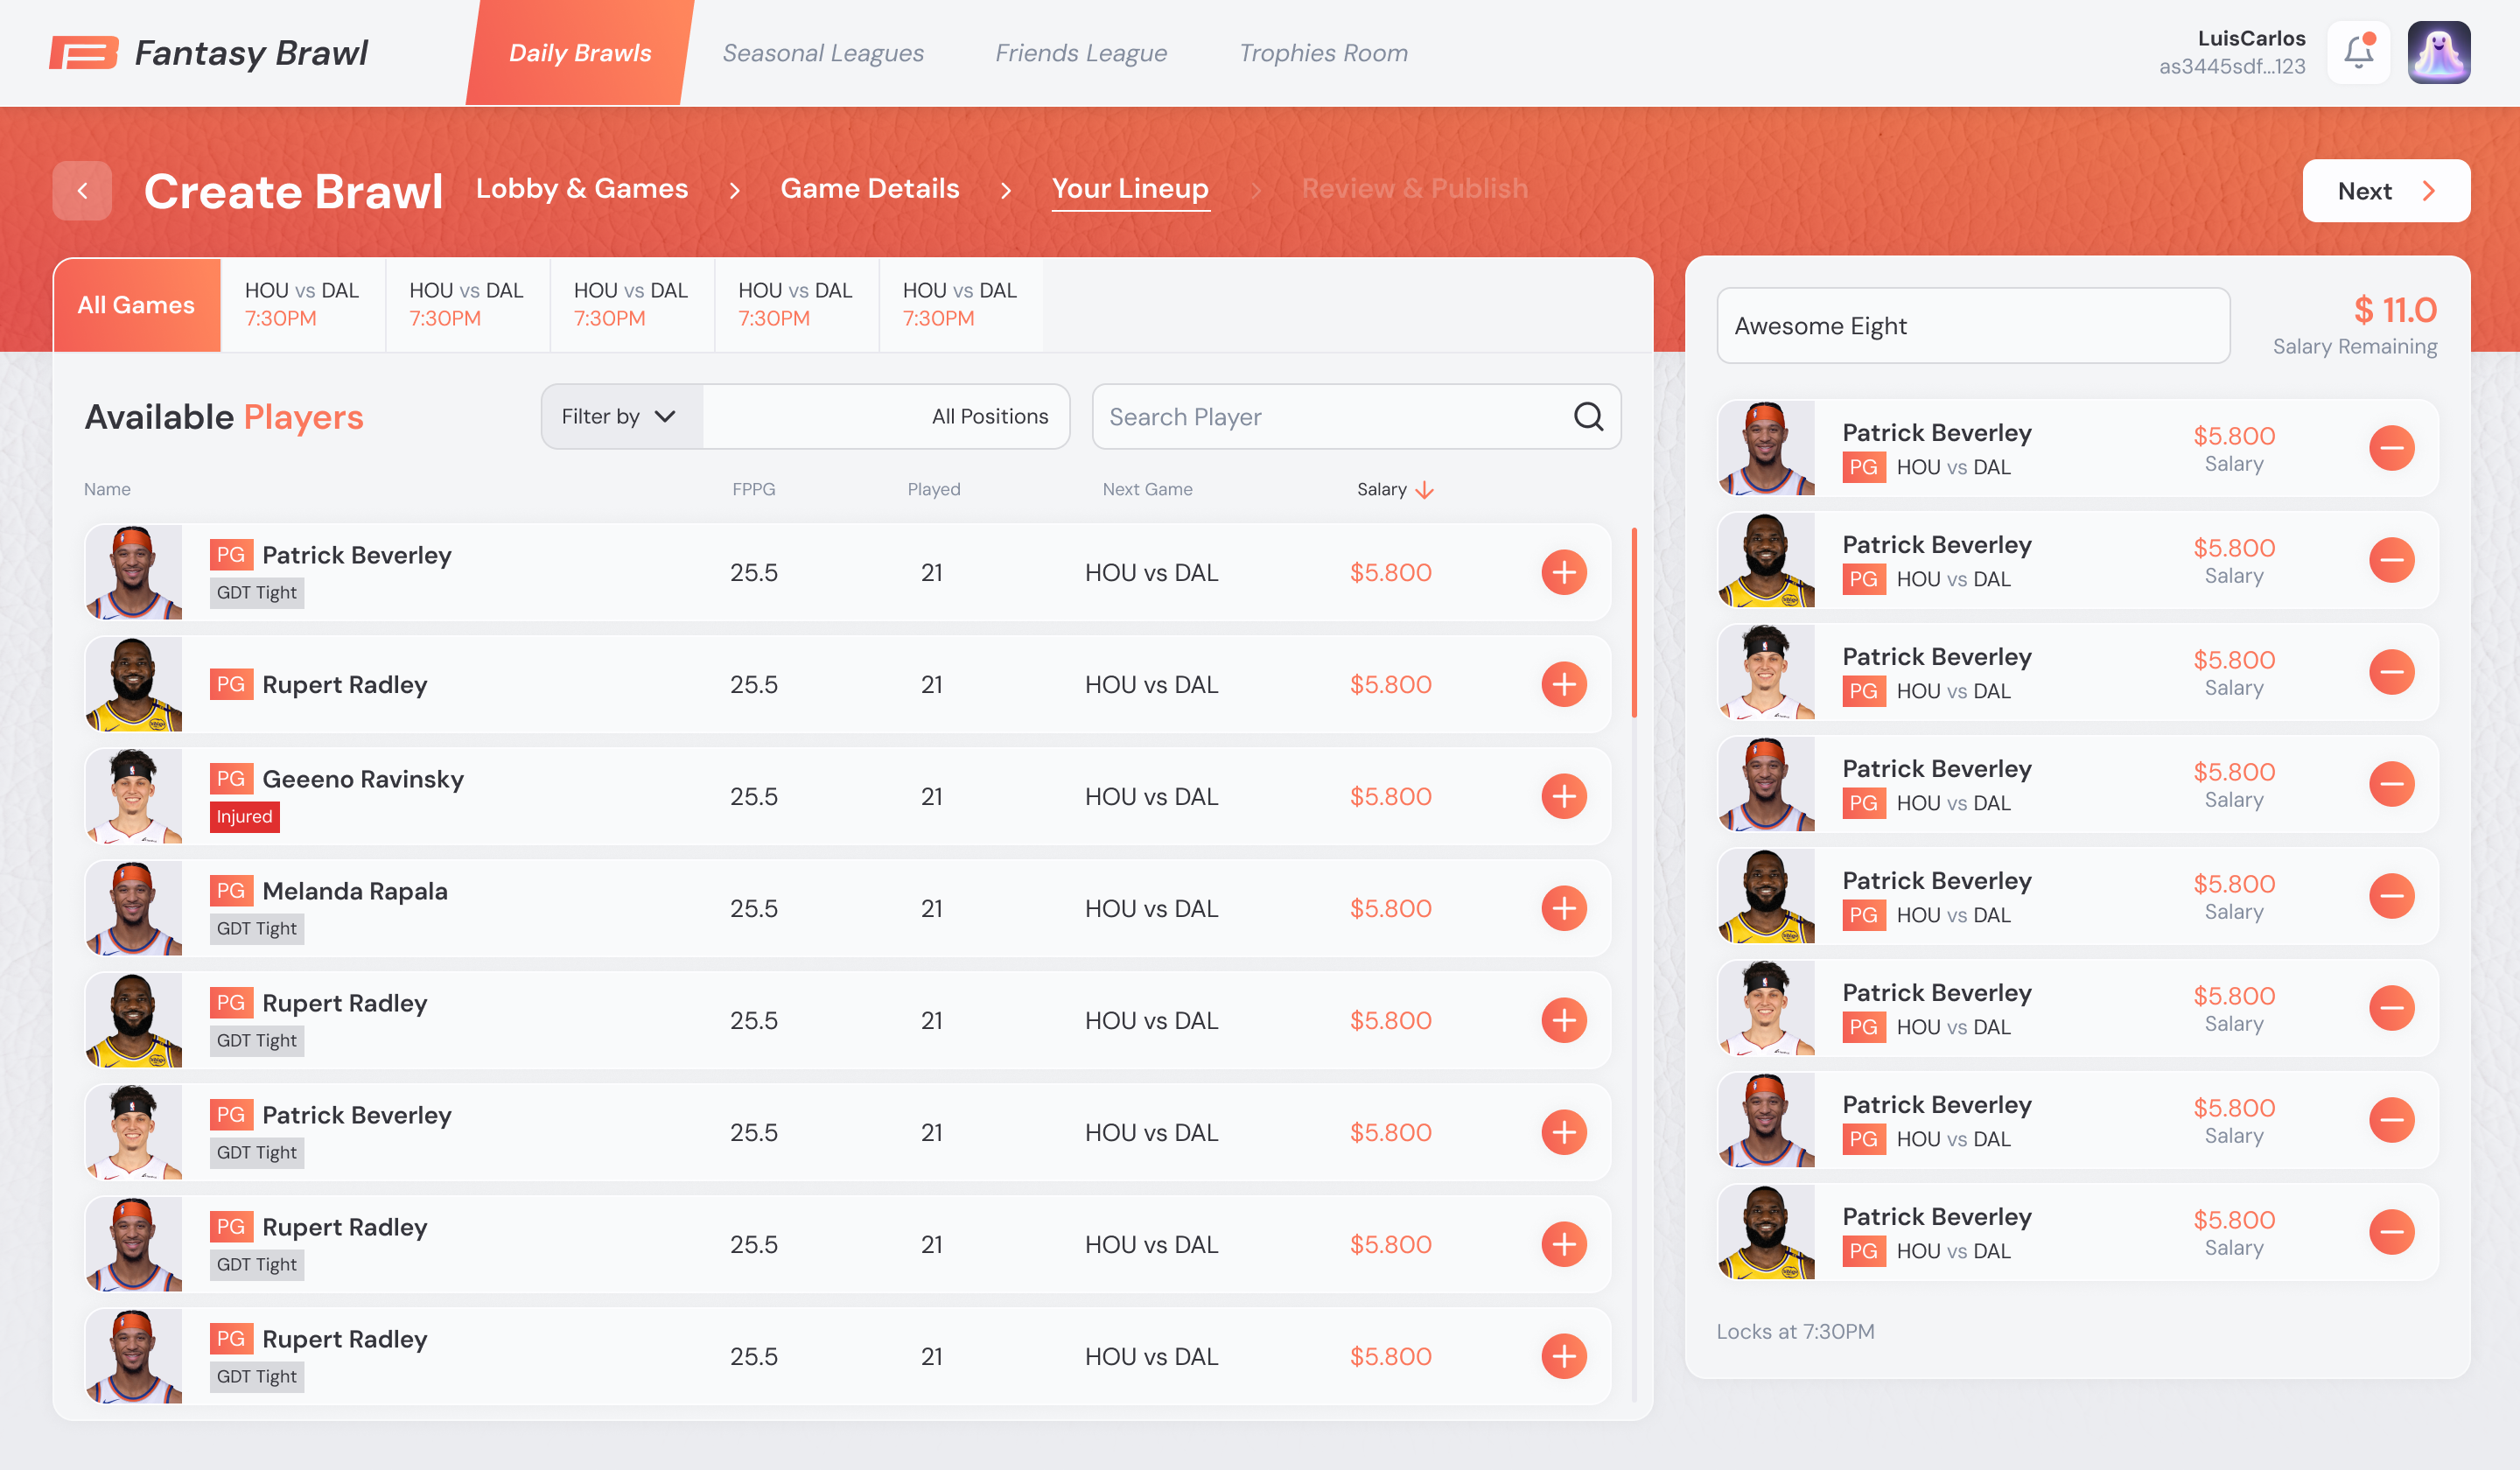 Fantasy Brawl
Daily Brawls
Seasonal Leagues
Friends League
Trophies Room
LuisCarlos
as3445sdf...123
Create Brawl
Lobby & Games
Game Details
Your Lineup
Review & Publish
Next
All Games
HOU vs DAL
7:30PM
HOU vs DAL
7:30PM
HOU vs DAL
7:30PM
HOU vs DAL
7:30PM
HOU vs DAL
7:30PM
Available Players
Filter by
All Positions
Search Player
Name FPPG Played Next Game Salary
PG Patrick Beverley
GDT Tight
25.5 21 HOU vs DAL $5.800
PG Rupert Radley
25.5 21 HOU vs DAL $5.800
PG Geeeno Ravinsky
Injured
25.5 21 HOU vs DAL $5.800
PG Melanda Rapala
GDT Tight
25.5 21 HOU vs DAL $5.800
PG Rupert Radley
GDT Tight
25.5 21 HOU vs DAL $5.800
PG Patrick Beverley
GDT Tight
25.5 21 HOU vs DAL $5.800
PG Rupert Radley
GDT Tight
25.5 21 HOU vs DAL $5.800
PG Rupert Radley
GDT Tight
25.5 21 HOU vs DAL $5.800
Awesome Eight
$ 11.0
Salary Remaining
Patrick Beverley
PG HOU vs DAL
$5.800
Salary
Patrick Beverley
PG HOU vs DAL
$5.800
Salary
Patrick Beverley
PG HOU vs DAL
$5.800
Salary
Patrick Beverley
PG HOU vs DAL
$5.800
Salary
Patrick Beverley
PG HOU vs DAL
$5.800
Salary
Patrick Beverley
PG HOU vs DAL
$5.800
Salary
Patrick Beverley
PG HOU vs DAL
$5.800
Salary
Patrick Beverley
PG HOU vs DAL
$5.800
Salary
Locks at 7:30PM